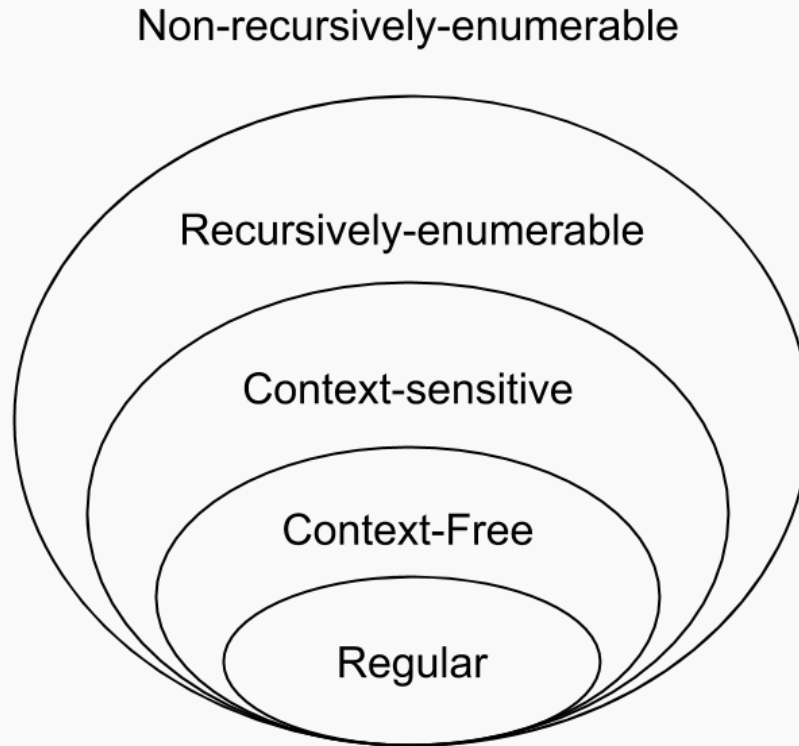 Non-recursively-enumerable
Recursively-enumerable
Context-sensitive
Context-Free
Regular